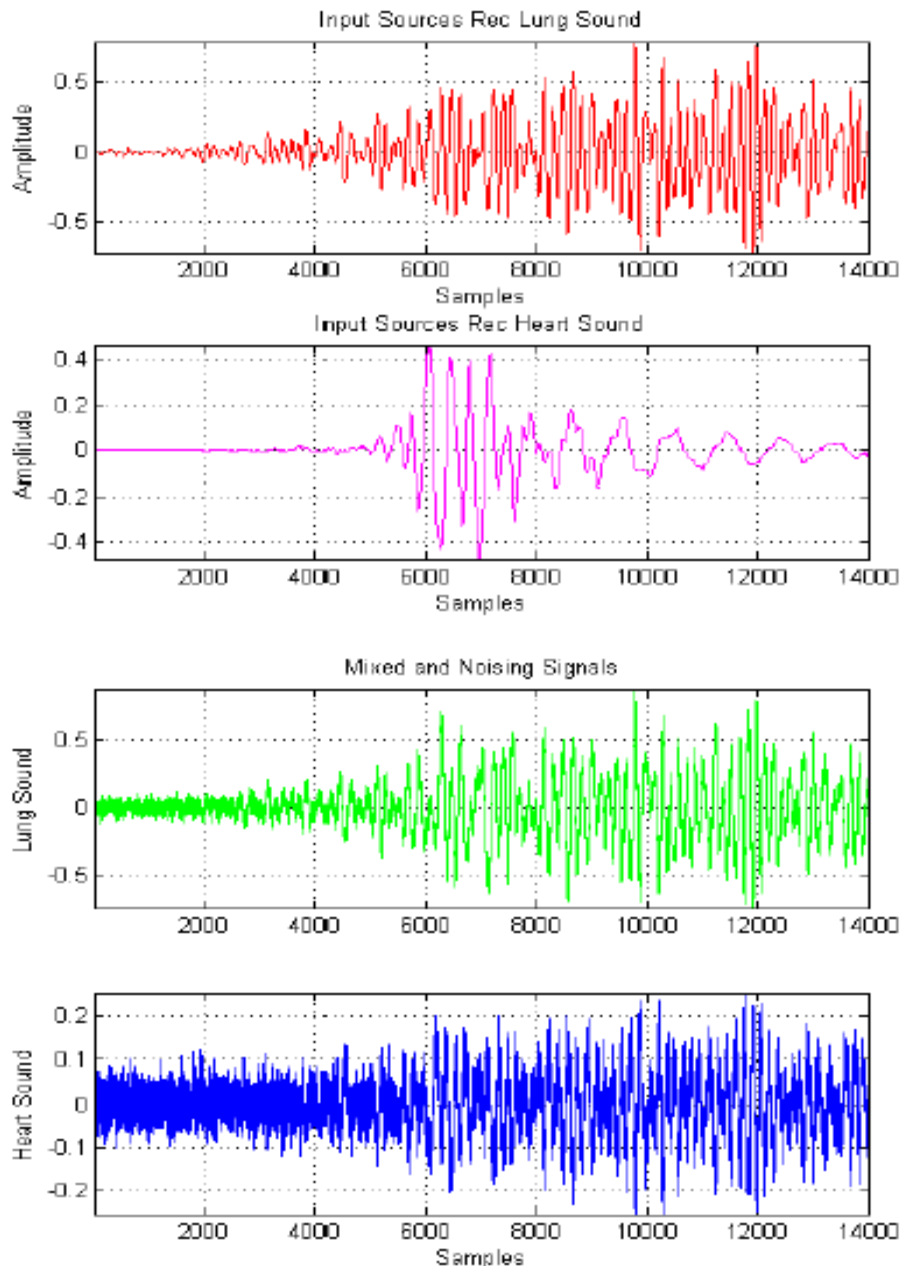 Input Sources Rec Lung Sound
0.5
0
-0.5
Amplitude
2000 4000 6000 8000 10000 12000 14000
Samples
Input Sources Rec Heart Sound
0.4
0.2
0
-0.2
-0.4
Amplitude
2000 4000 6000 8000 10000 12000 14000
Samples
Mixed and Noising Signals
0.5
0
-0.5
Lung Sound
2000 4000 6000 8000 10000 12000 14000
0.2
0.1
0
-0.1
-0.2
Heart Sound
2000 4000 6000 8000 10000 12000 14000
Samples